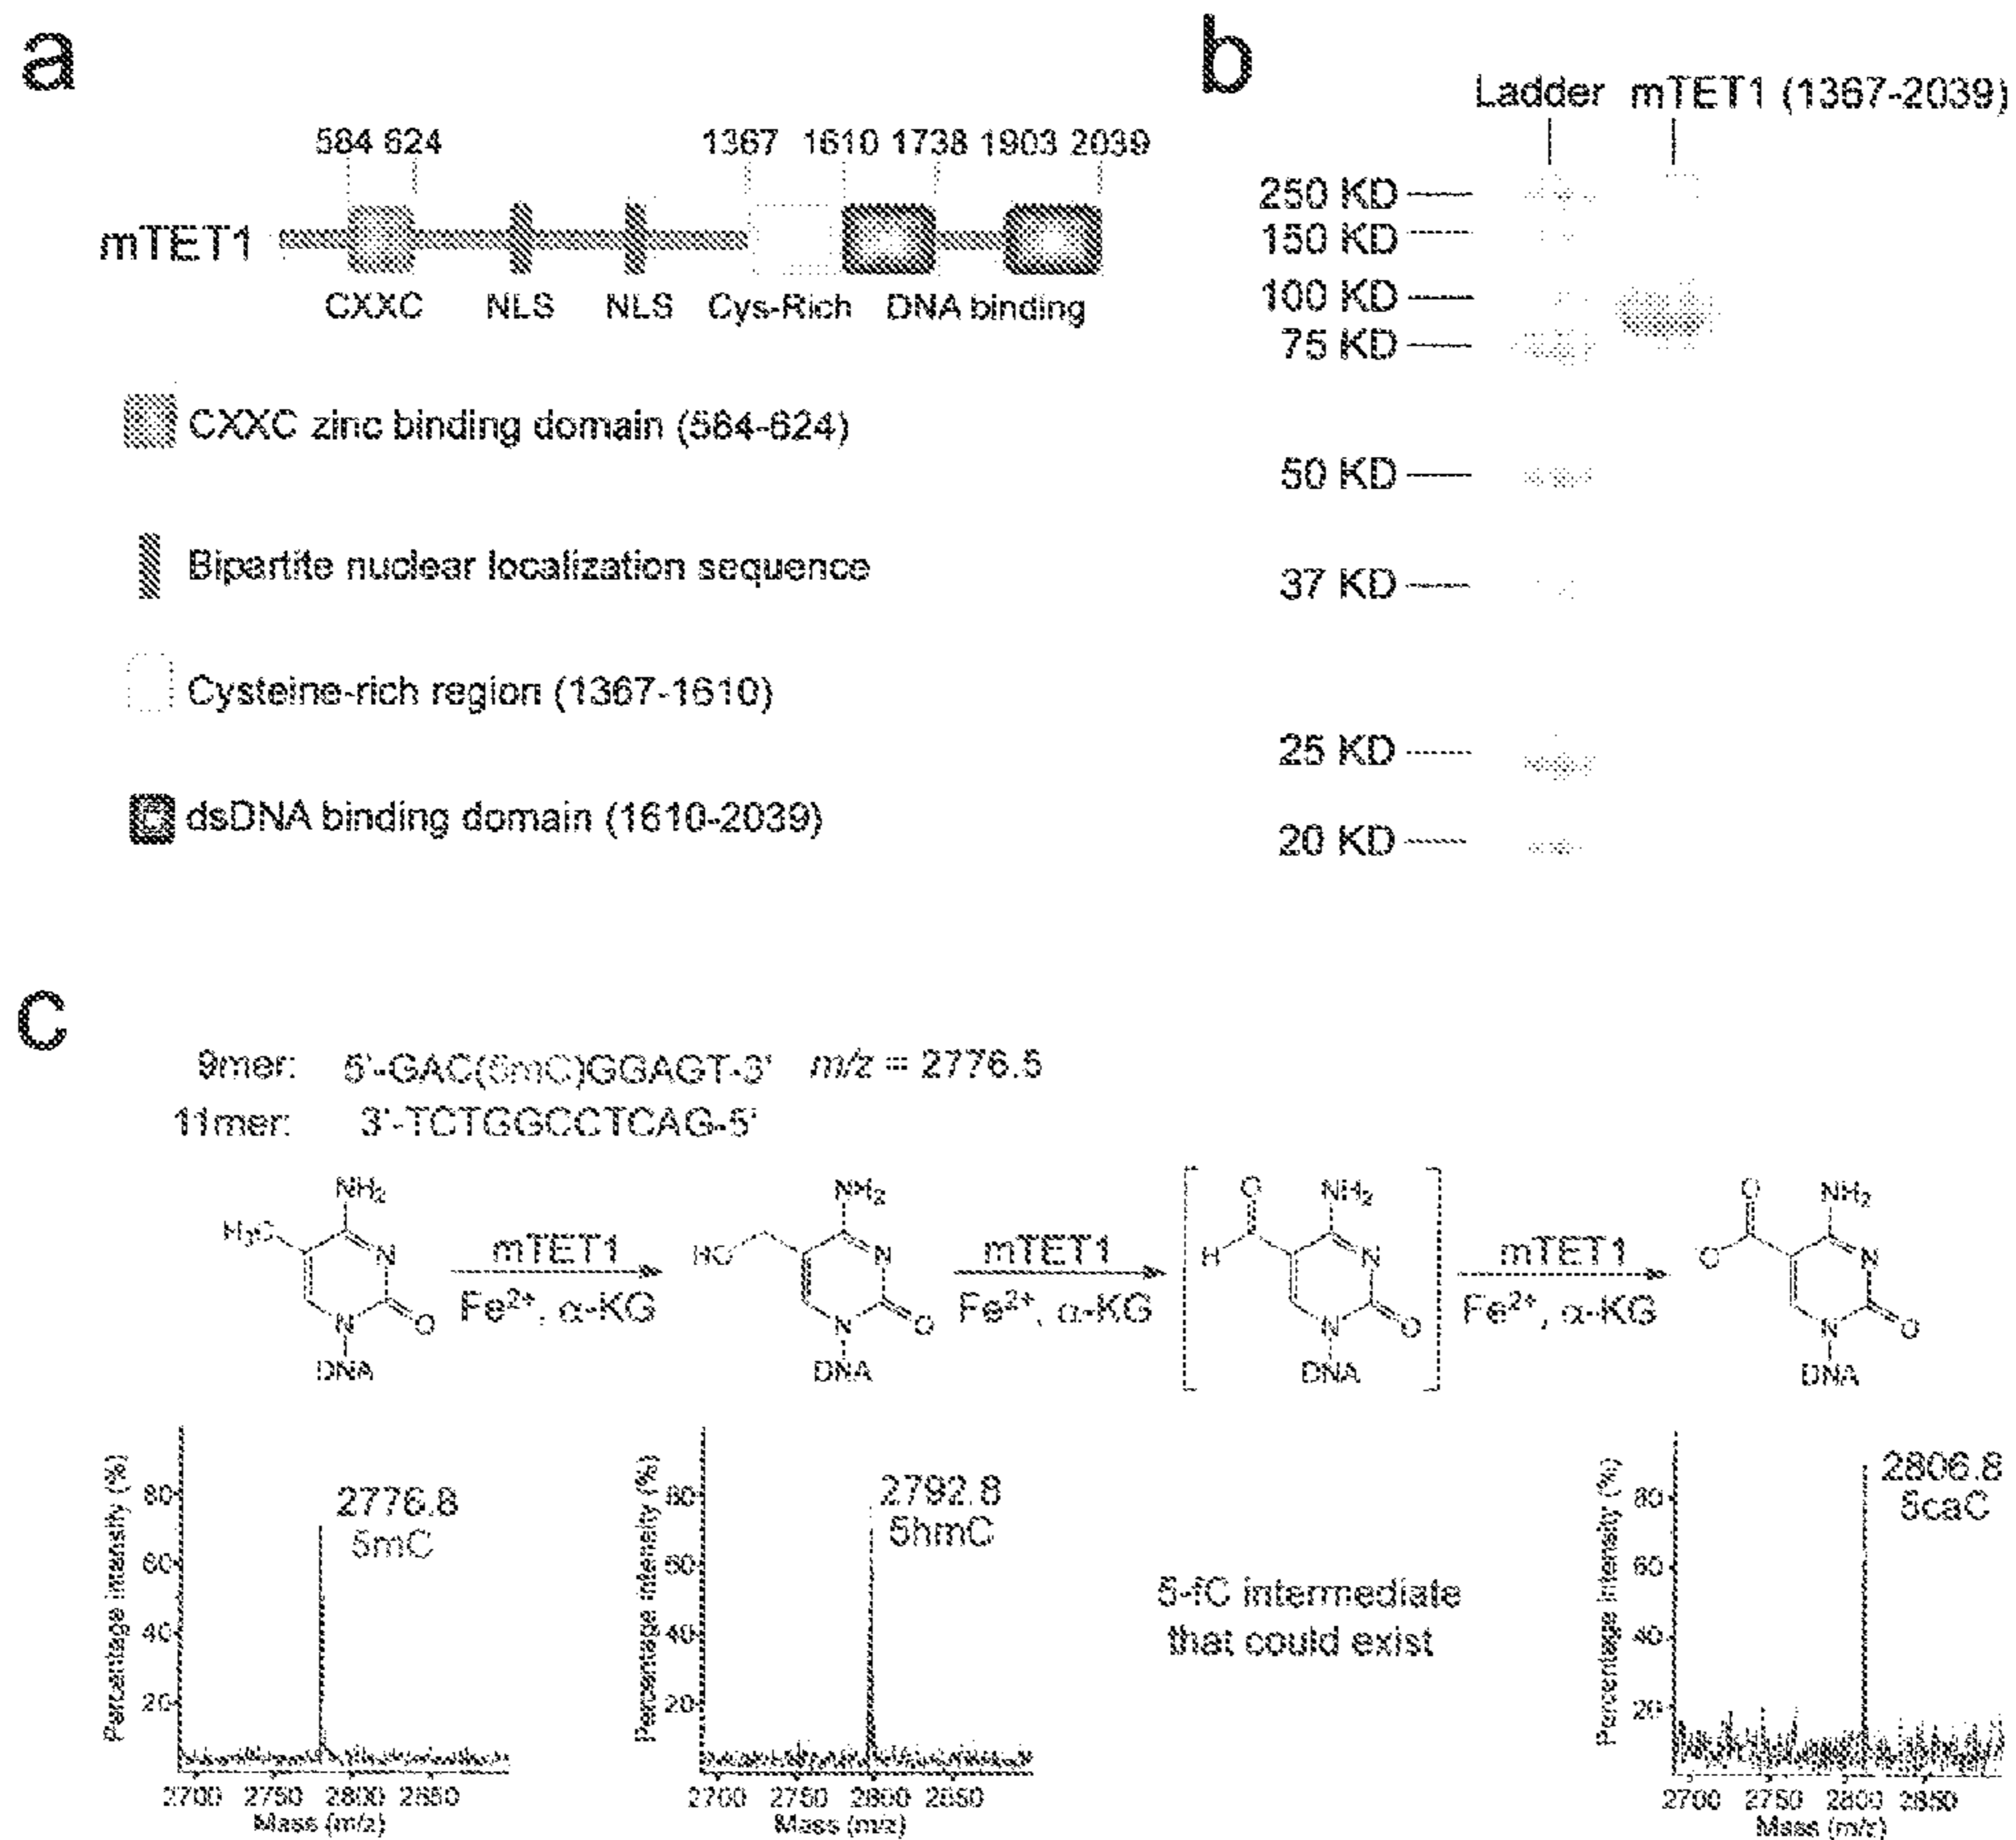 a
584 624 1367 1610 1738 1903 2039
mTET1
CXXC NLS NLS Cys-Rich DNA binding
CXXC zinc binding domain (584-624)
Bipartite nuclear localization sequence
Cysteine-rich region (1367-1610)
dsDNA binding domain (1610-2039)
b
Ladder mTET1 (1367-2039)
250 KD
150 KD
100 KD
75 KD
50 KD
37 KD
25 KD
20 KD
c
9mer: 5'-GAC(5mC)GGAGT-3' m/z = 2776.5
11mer: 3'-TCTGGCCTCAG-5'
NH₂
H₃C
N
N
O
DNA
mTET1
Fe²⁺, α-KG
NH₂
HO
N
N
O
DNA
mTET1
Fe²⁺, α-KG
O
NH₂
H
N
N
O
DNA
mTET1
Fe²⁺, α-KG
O
NH₂
⁻O
N
N
O
DNA
Percentage intensity (%)
80
60
40
20
2776.8
5mC
2700 2750 2800 2850
Mass (m/z)
Percentage intensity (%)
80
60
40
20
2792.8
5hmC
2700 2750 2800 2850
Mass (m/z)
5-fC intermediate
that could exist
Percentage intensity (%)
80
60
40
20
2806.8
5caC
2700 2750 2800 2850
Mass (m/z)